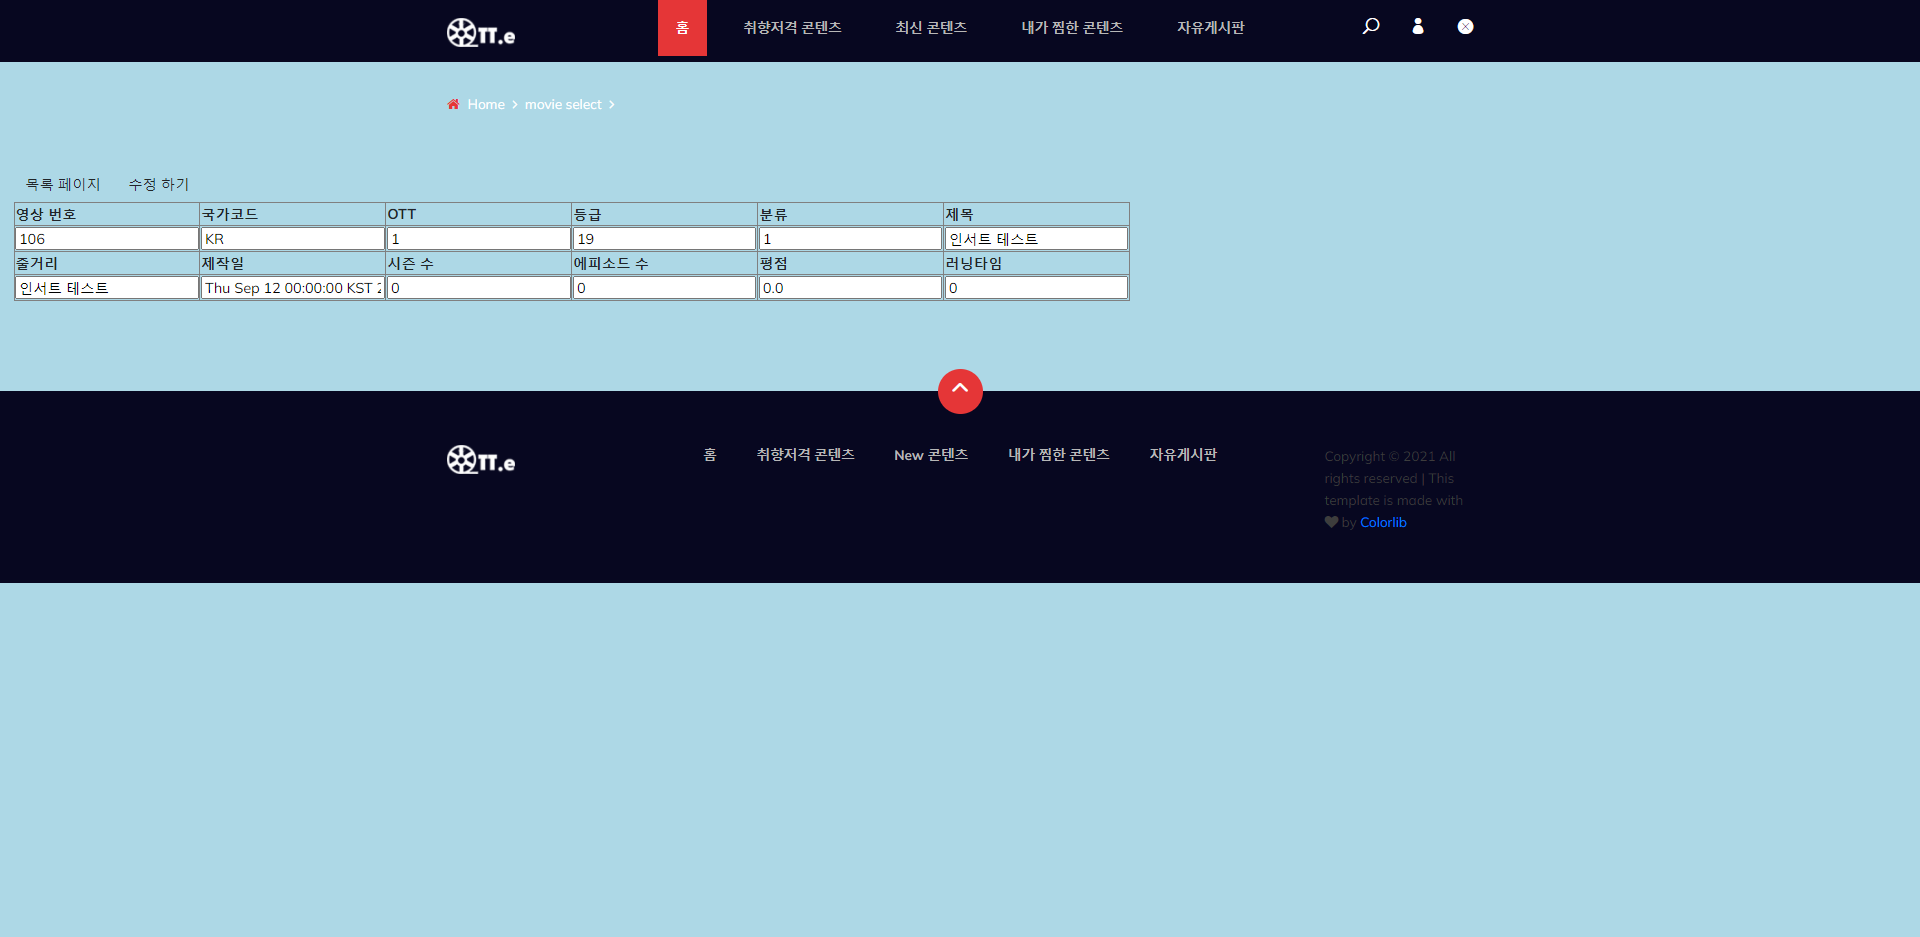 OTT.e 홈 취향저격 콘텐츠 최신 콘텐츠 내가 찜한 콘텐츠 자유게시판
Home movie select
목록 페이지 수정 하기
영상 번호 국가코드 OTT 등급 분류 제목
106 KR 1 19 1 인서트 테스트
줄거리 제작일 시즌 수 에피소드 수 평점 러닝타임
인서트 테스트 Thu Sep 12 00:00:00 KST 0 0 0.0 0
OTT.e 홈 취향저격 콘텐츠 New 콘텐츠 내가 찜한 콘텐츠 자유게시판
Copyright © 2021 All
rights reserved | This
template is made with
by Colorlib